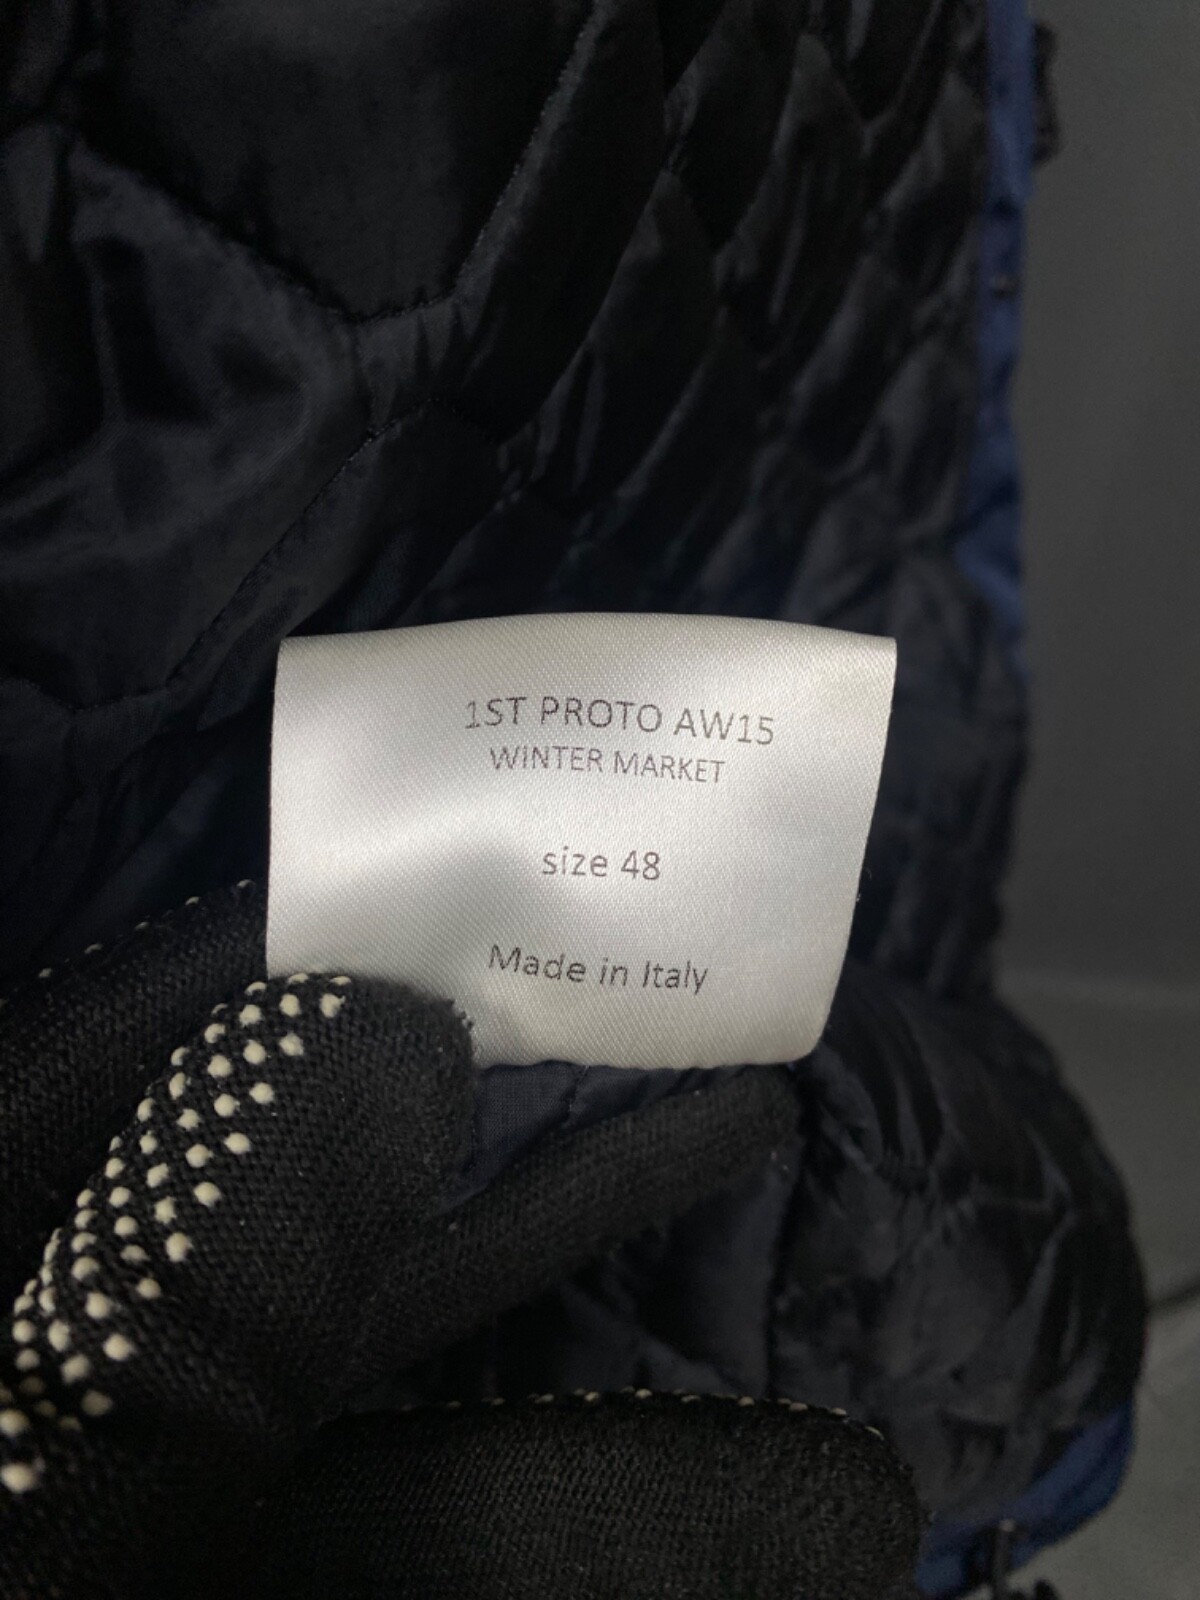 1ST PROTO AW15
WINTER MARKET
size 48
Made in Italy